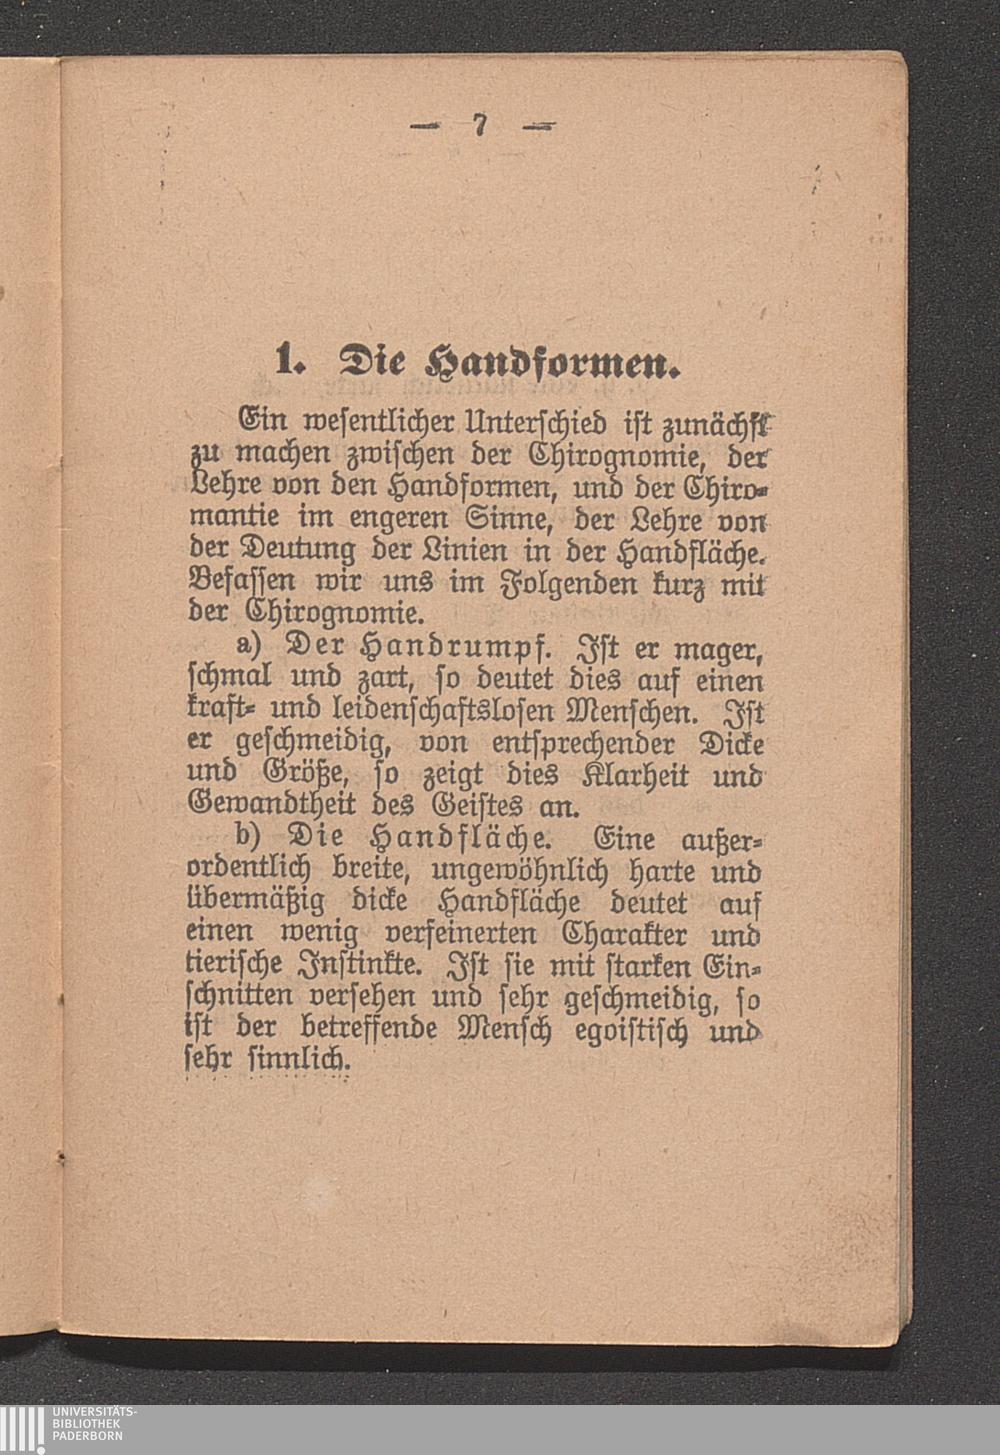 — 7 —
1. Die Handformen.
Ein wesentlicher Unterschied ist zunächst
zu machen zwischen der Chirognomie, der
Lehre von den Handformen, und der Chiro-
mantie im engeren Sinne, der Lehre von
der Deutung der Linien in der Handfläche.
Befassen wir uns im Folgenden kurz mit
der Chirognomie.
a) Der Handrumpf. Ist er mager,
schmal und zart, so deutet dies auf einen
kraft- und leidenschaftslosen Menschen. Ist
er geschmeidig, von entsprechender Dicke
und Größe, so zeigt dies Klarheit und
Gewandtheit des Geistes an.
b) Die Handfläche. Eine außer-
ordentlich breite, ungewöhnlich harte und
übermäßig dicke Handfläche deutet auf
einen wenig verfeinerten Charakter und
tierische Instinkte. Ist sie mit starken Ein-
schnitten versehen und sehr geschmeidig, so
ist der betreffende Mensch egoistisch und
sehr sinnlich.
UNIVERSITÄTS-
BIBLIOTHEK
PADERBORN